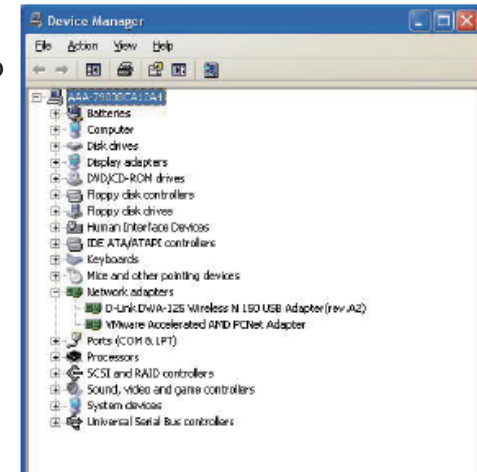 Device Manager
File Action View Help
Batteries
Computer
Disk drives
Display adapters
DVD/CD-ROM drives
Floppy disk controllers
Floppy disk drives
Human Interface Devices
IDE ATA/ATAPI controllers
Keyboards
Mice and other pointing devices
Network adapters
D-Link DWA-125 Wireless N 150 USB Adapter(rev.A2)
VMware Accelerated AMD PCNet Adapter
Ports (COM & LPT)
Processors
SCSI and RAID controllers
Sound, video and game controllers
System devices
Universal Serial Bus controllers